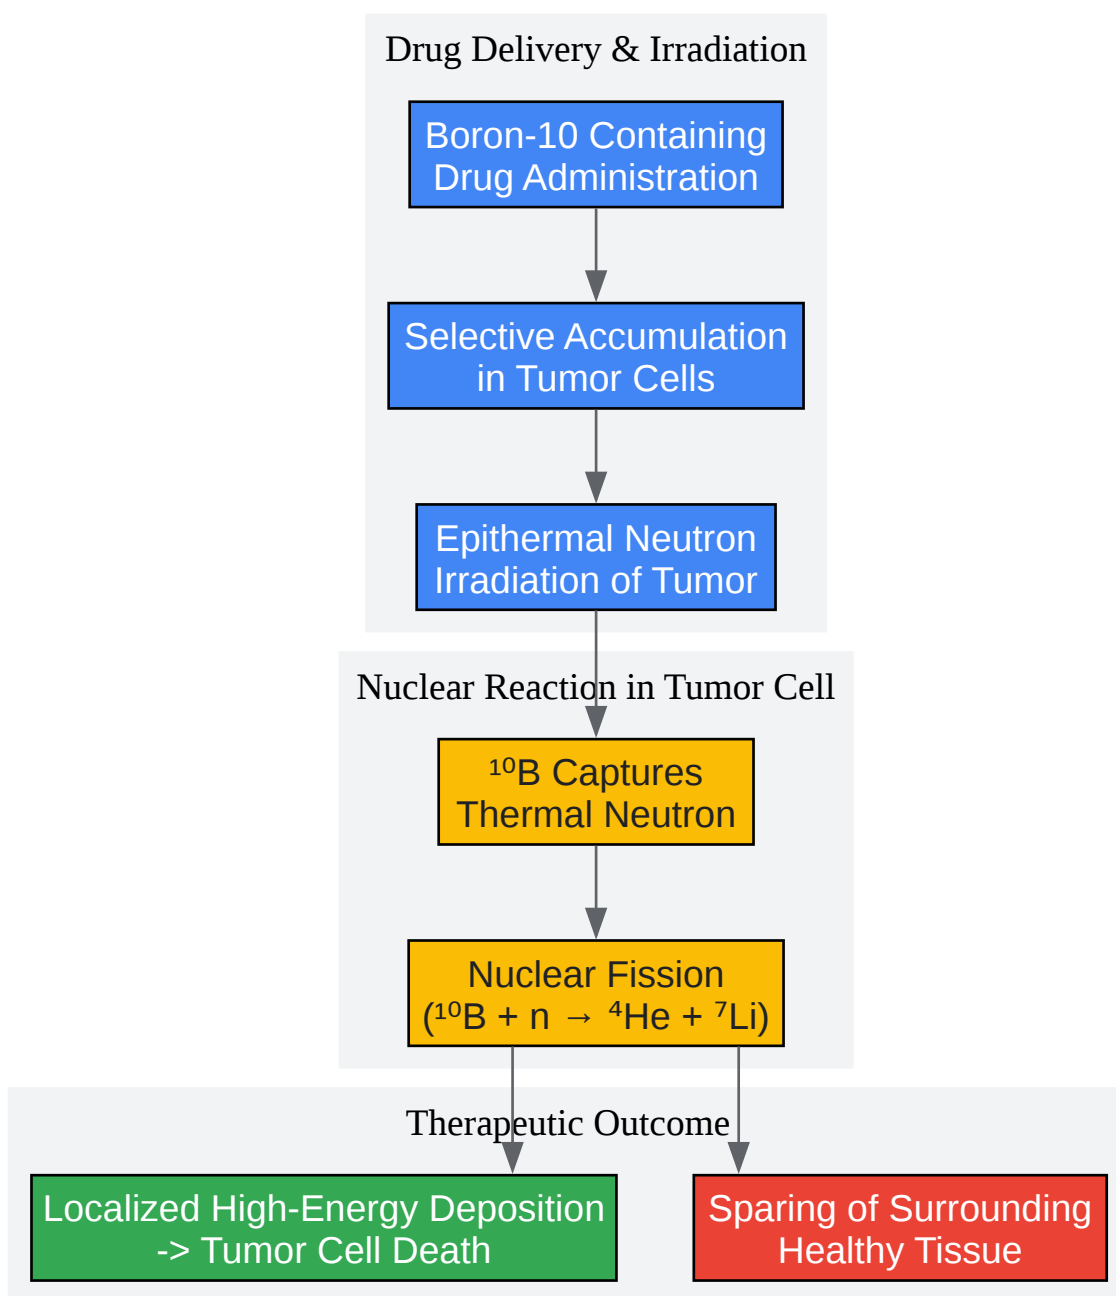 Drug Delivery & Irradiation
Boron-10 Containing
Drug Administration
Selective Accumulation
in Tumor Cells
Epithermal Neutron
Irradiation of Tumor
Nuclear Reaction in Tumor Cell
¹⁰B Captures
Thermal Neutron
Nuclear Fission
(¹⁰B + n → ⁴He + ⁷Li)
Therapeutic Outcome
Localized High-Energy Deposition
-> Tumor Cell Death
Sparing of Surrounding
Healthy Tissue